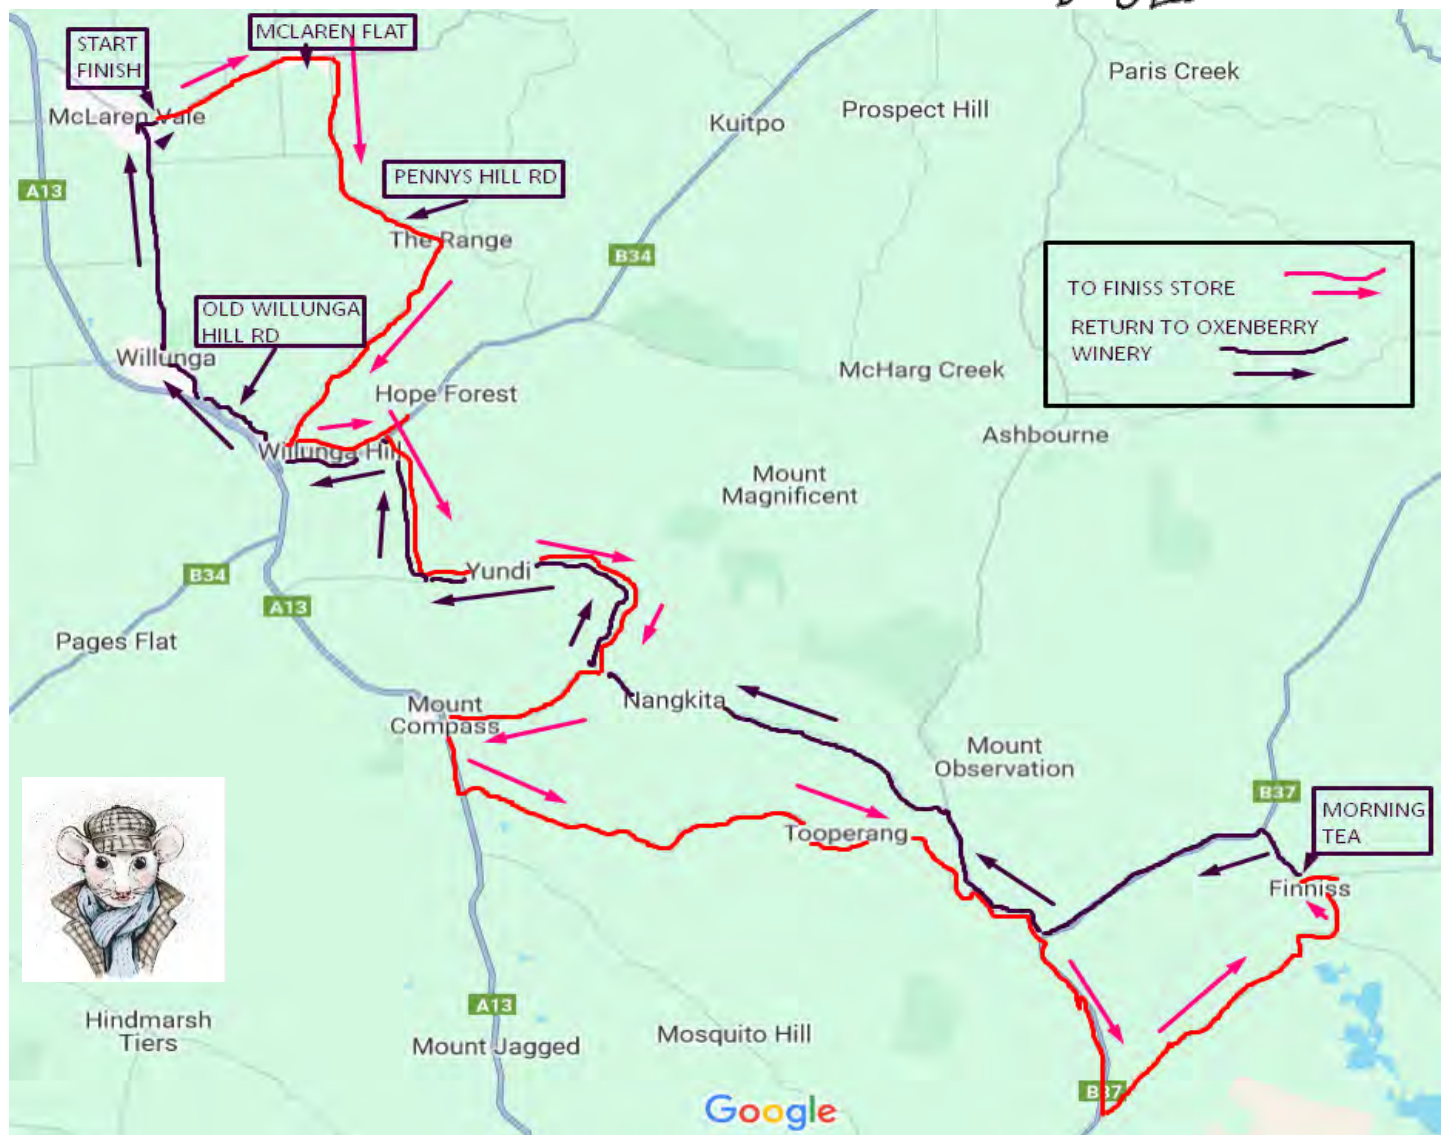 START
FINISH
MCLAREN FLAT
McLaren Vale
Paris Creek
Prospect Hill
Kuitpo
A13
PENNYS HILL RD
The Range
B34
TO FINISS STORE
RETURN TO OXENBERRY
WINERY
OLD WILLUNGA
HILL RD
Willunga
McHarg Creek
Hope Forest
Ashbourne
Willunga Hill
Mount
Magnificent
Yundi
B34
A13
Pages Flat
Mount
Compass
Nangkita
Mount
Observation
B37
MORNING
TEA
Tooperang
Finniss
A13
Hindmarsh
Tiers
Mount Jagged
Mosquito Hill
B37
Google